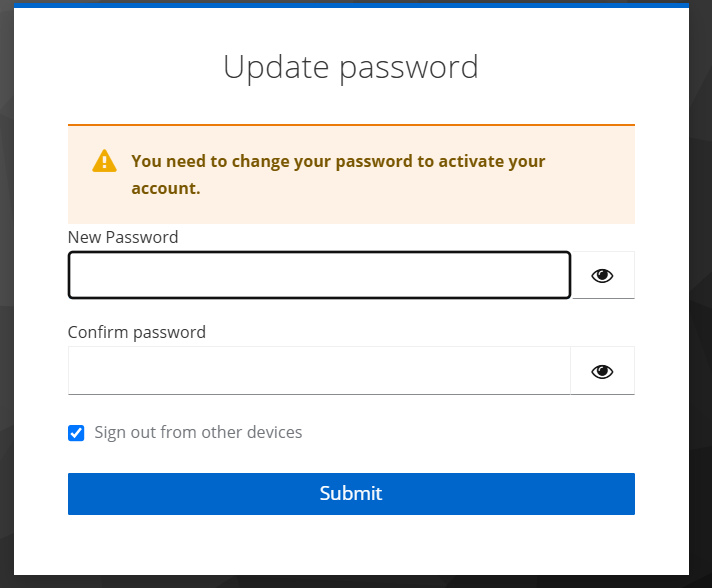 Update password
You need to change your password to activate your
account.
New Password
Confirm password
Sign out from other devices
Submit